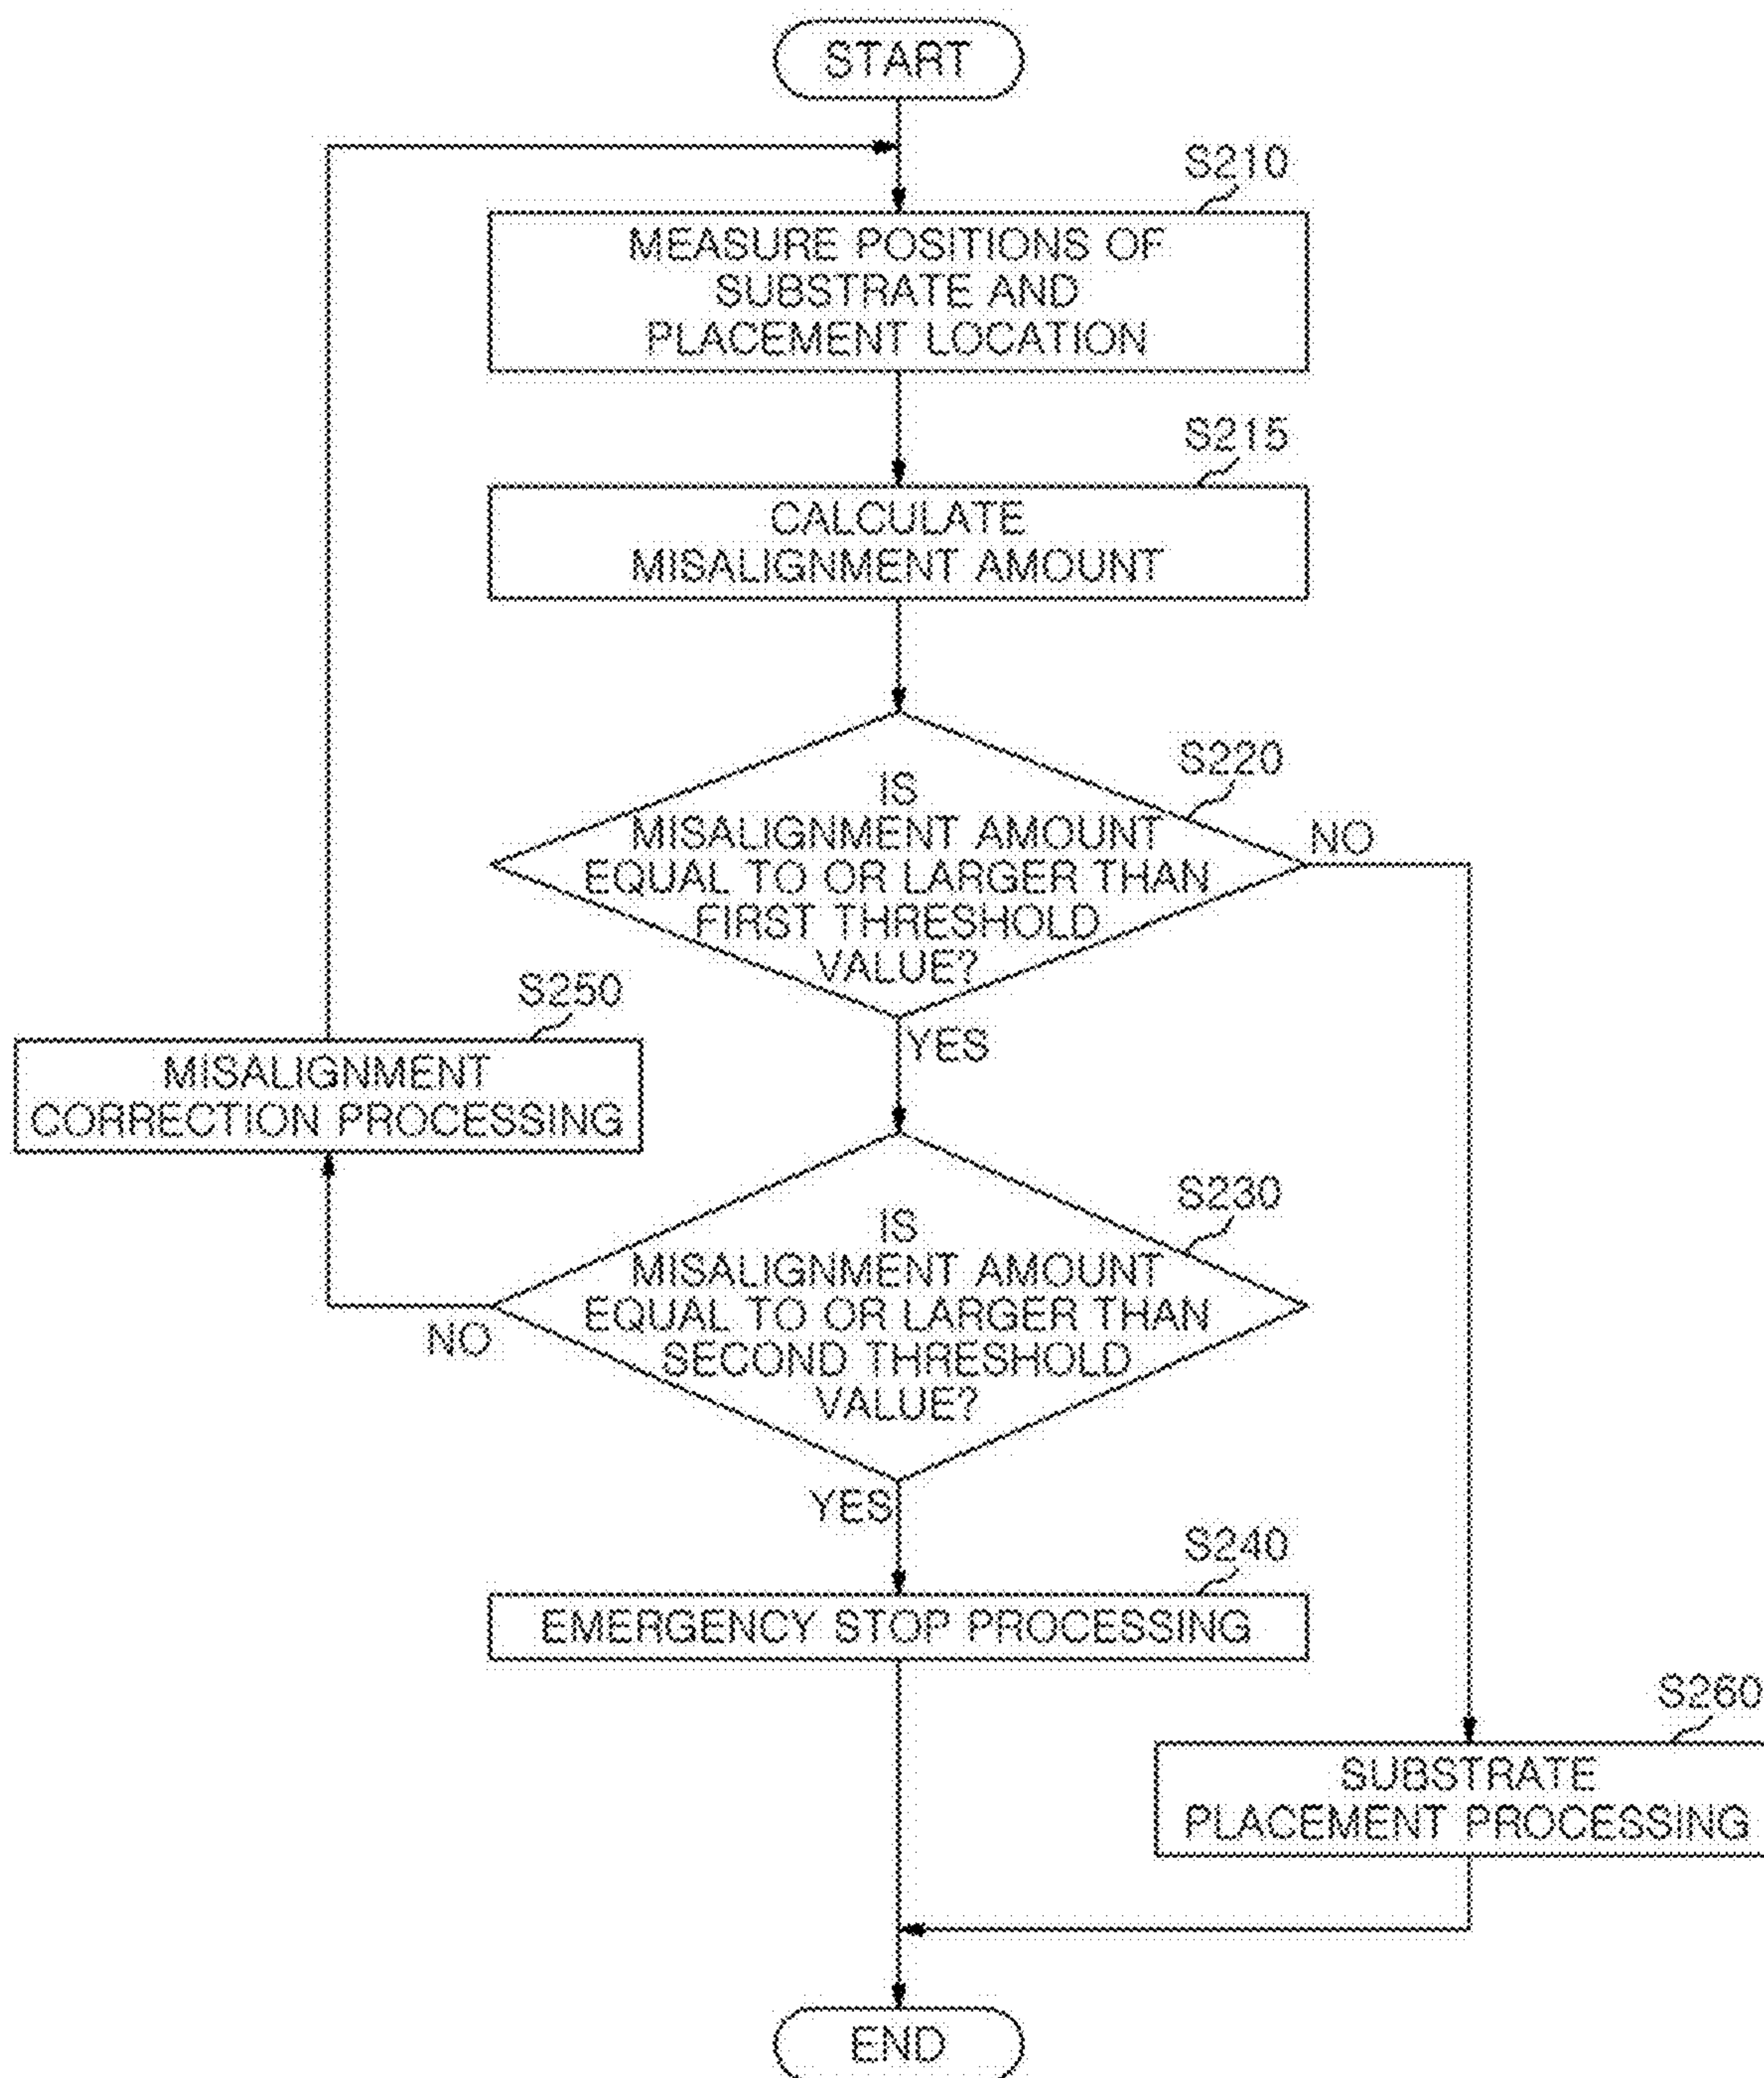 START
S210
MEASURE POSITIONS OF
SUBSTRATE AND
PLACEMENT LOCATION
S215
CALCULATE
MISALIGNMENT AMOUNT
S220
IS
MISALIGNMENT AMOUNT
EQUAL TO OR LARGER THAN
FIRST THRESHOLD
VALUE?
NO
YES
S250
MISALIGNMENT
CORRECTION PROCESSING
S230
IS
MISALIGNMENT AMOUNT
EQUAL TO OR LARGER THAN
SECOND THRESHOLD
VALUE?
NO
YES
S240
EMERGENCY STOP PROCESSING
S260
SUBSTRATE
PLACEMENT PROCESSING
END